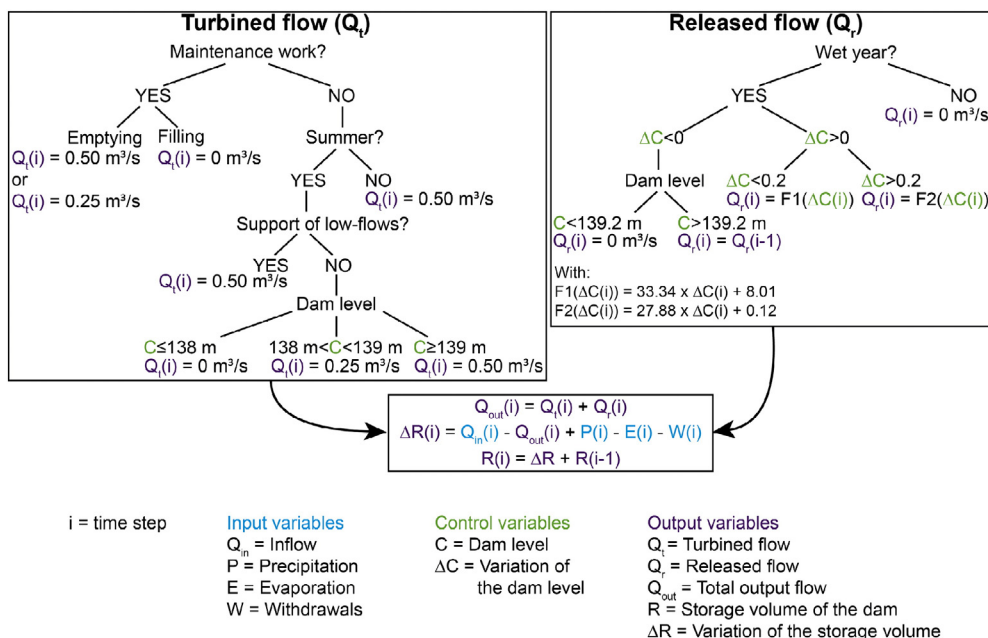 Turbined flow (Qt)
Maintenance work?
YES
NO
Emptying
Filling
Qt(i) = 0.50 m³/s
Qt(i) = 0 m³/s
or
Qt(i) = 0.25 m³/s
Summer?
YES
NO
Qt(i) = 0.50 m³/s
Support of low-flows?
YES
NO
Qt(i) = 0.50 m³/s
Dam level
C≤138 m
138 m<C<139 m
C≥139 m
Qt(i) = 0 m³/s
Qt(i) = 0.25 m³/s
Qt(i) = 0.50 m³/s
Released flow (Qr)
Wet year?
YES
NO
Qr(i) = 0 m³/s
ΔC<0
ΔC>0
Dam level
ΔC<0.2
ΔC>0.2
Qr(i) = F1(ΔC(i))
Qr(i) = F2(ΔC(i))
C<139.2 m
C>139.2 m
Qr(i) = 0 m³/s
Qr(i) = Qr(i-1)
With:
F1(ΔC(i)) = 33.34 x ΔC(i) + 8.01
F2(ΔC(i)) = 27.88 x ΔC(i) + 0.12
Qout(i) = Qt(i) + Qr(i)
ΔR(i) = Qin(i) - Qout(i) + P(i) - E(i) - W(i)
R(i) = ΔR + R(i-1)
i = time step
Input variables
Qin = Inflow
P = Precipitation
E = Evaporation
W = Withdrawals
Control variables
C = Dam level
ΔC = Variation of
the dam level
Output variables
Qt = Turbined flow
Qr = Released flow
Qout = Total output flow
R = Storage volume of the dam
ΔR = Variation of the storage volume